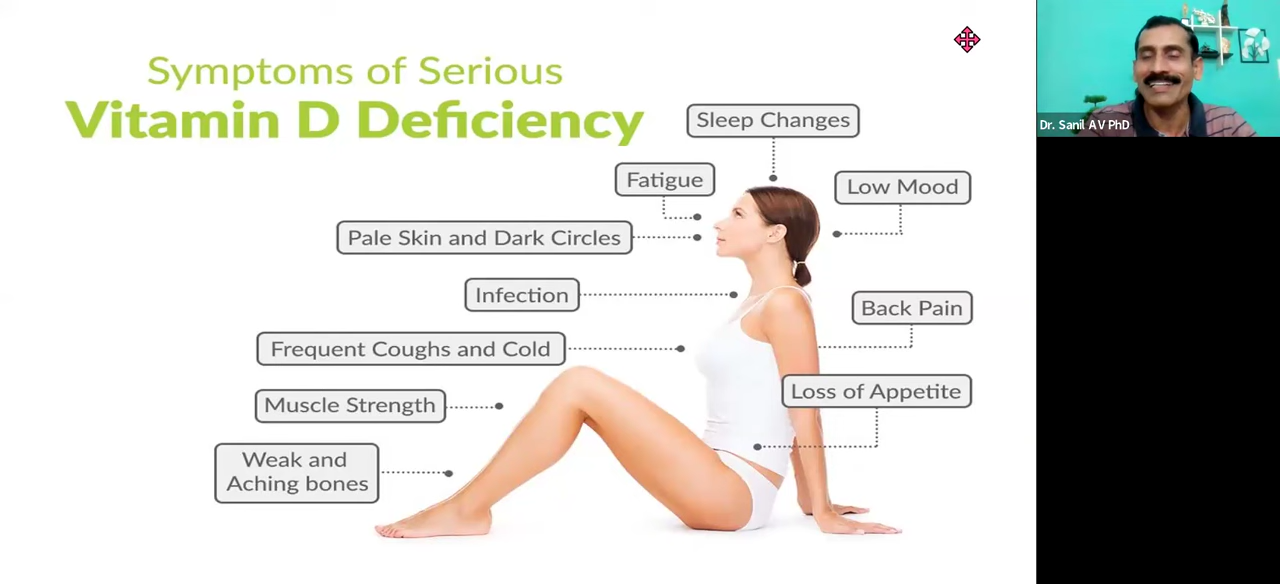 Symptoms of Serious
Vitamin D Deficiency
Sleep Changes
Fatigue
Low Mood
Pale Skin and Dark Circles
Infection
Back Pain
Frequent Coughs and Cold
Loss of Appetite
Muscle Strength
Weak and
Aching bones
Dr. Sanil A V PhD